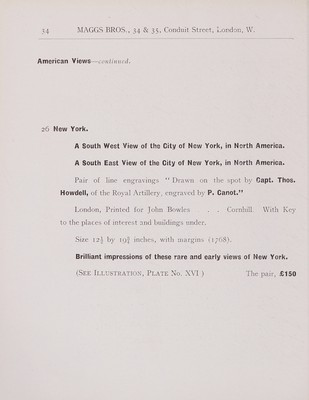 34 MAGGS BROS., 34 & 35, Conduit Street, London, W.
American Views—continued.
26 New York.
A South West View of the City of New York, in North America.
A South East View of the City of New York, in North America.
Pair of line engravings "Drawn on the spot by Capt. Thos.
Howdell, of the Royal Artillery, engraved by P. Canot."
London, Printed for John Bowles . . Cornhill. With Key
to the places of interest and buildings under.
Size 12½ by 19¾ inches, with margins (1768).
Brilliant impressions of these rare and early views of New York.
(SEE ILLUSTRATION, PLATE NO. XVI ) The pair, £150